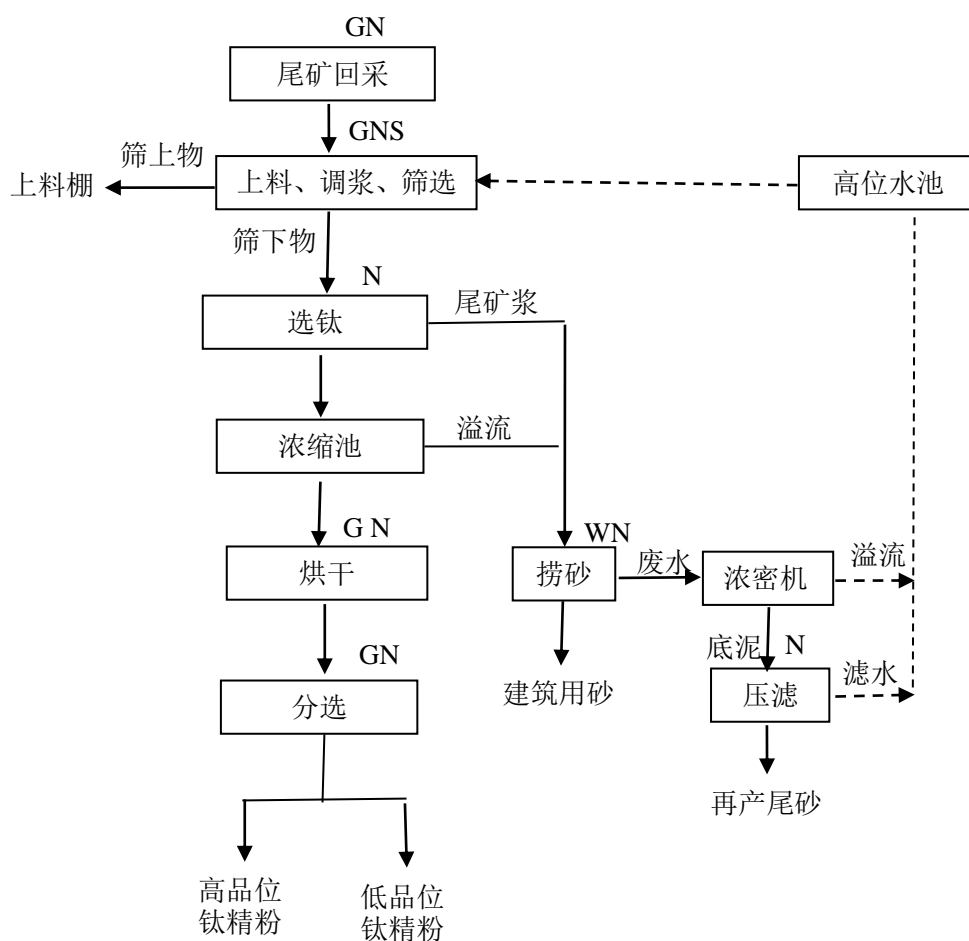 GN
尾矿回采
GNS
筛上物
上料棚
上料、调浆、筛选
高位水池
筛下物
N
选钛
尾矿浆
浓缩池
溢流
G N
烘干
WN
捞砂
废水
浓密机
溢流
底泥
N
压滤
滤水
GN
分选
建筑用砂
再产尾砂
高品位
钛精粉
低品位
钛精粉